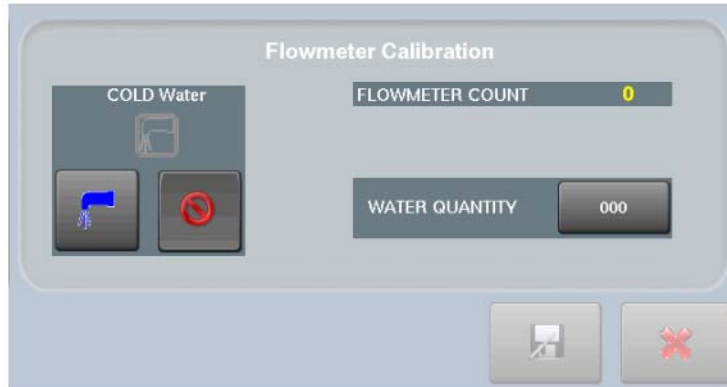 Flowmeter Calibration
COLD Water
FLOWMETER COUNT 0
WATER QUANTITY 000